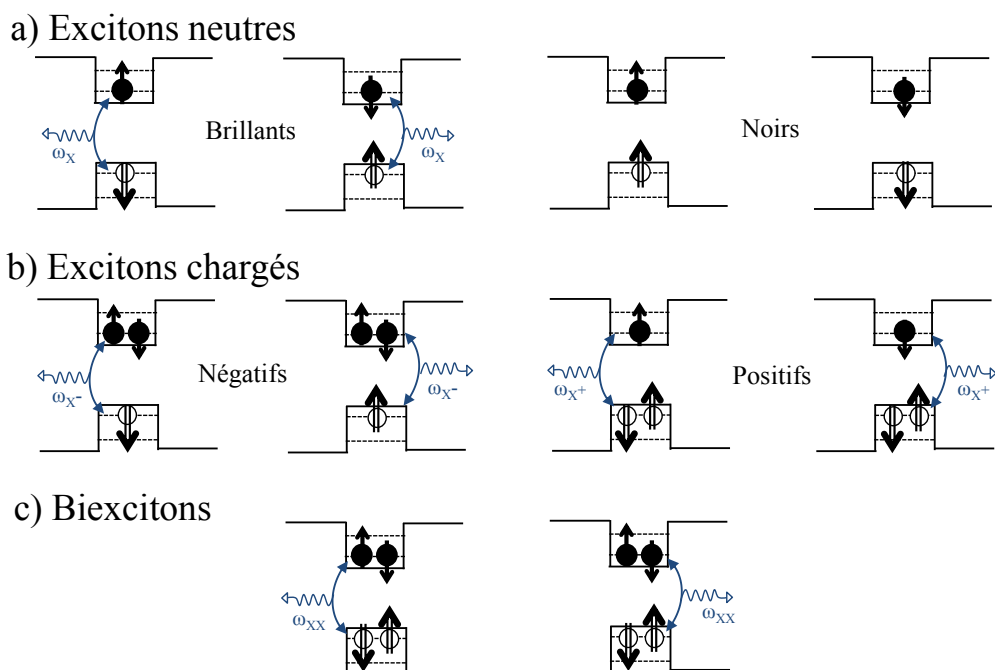 a) Excitons neutres
Brillants
Noirs
ωX
ωX
b) Excitons chargés
Négatifs
Positifs
ωX-
ωX-
ωX+
ωX+
c) Biexcitons
ωXX
ωXX